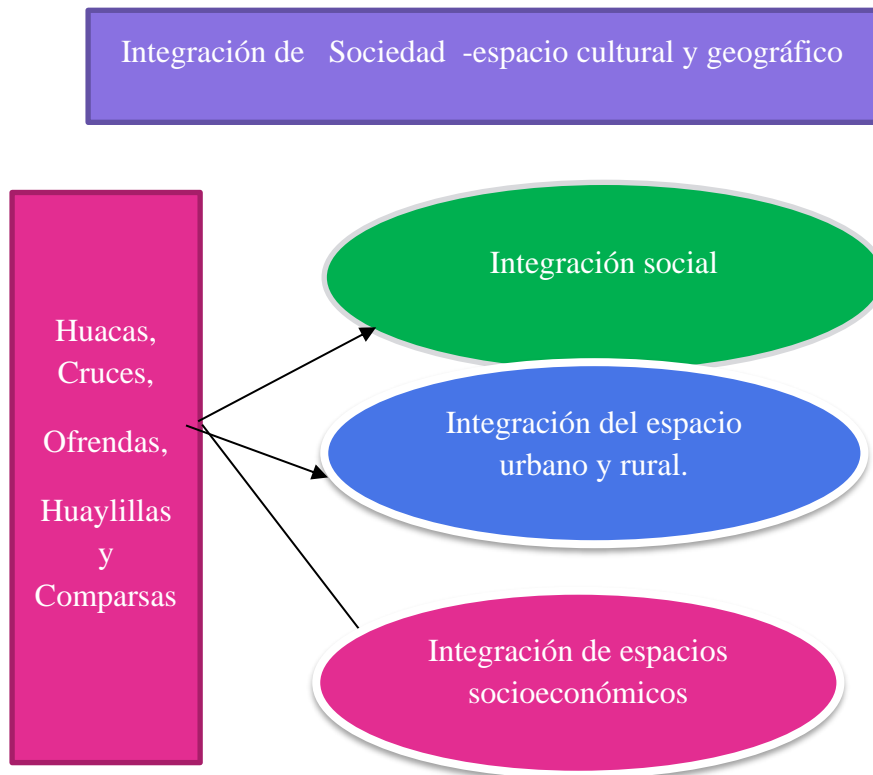 Integración de Sociedad -espacio cultural y geográfico
Huacas,
Cruces,
Ofrendas,
Huaylillas
y
Comparsas
Integración social
Integración del espacio
urbano y rural.
Integración de espacios
socioeconómicos